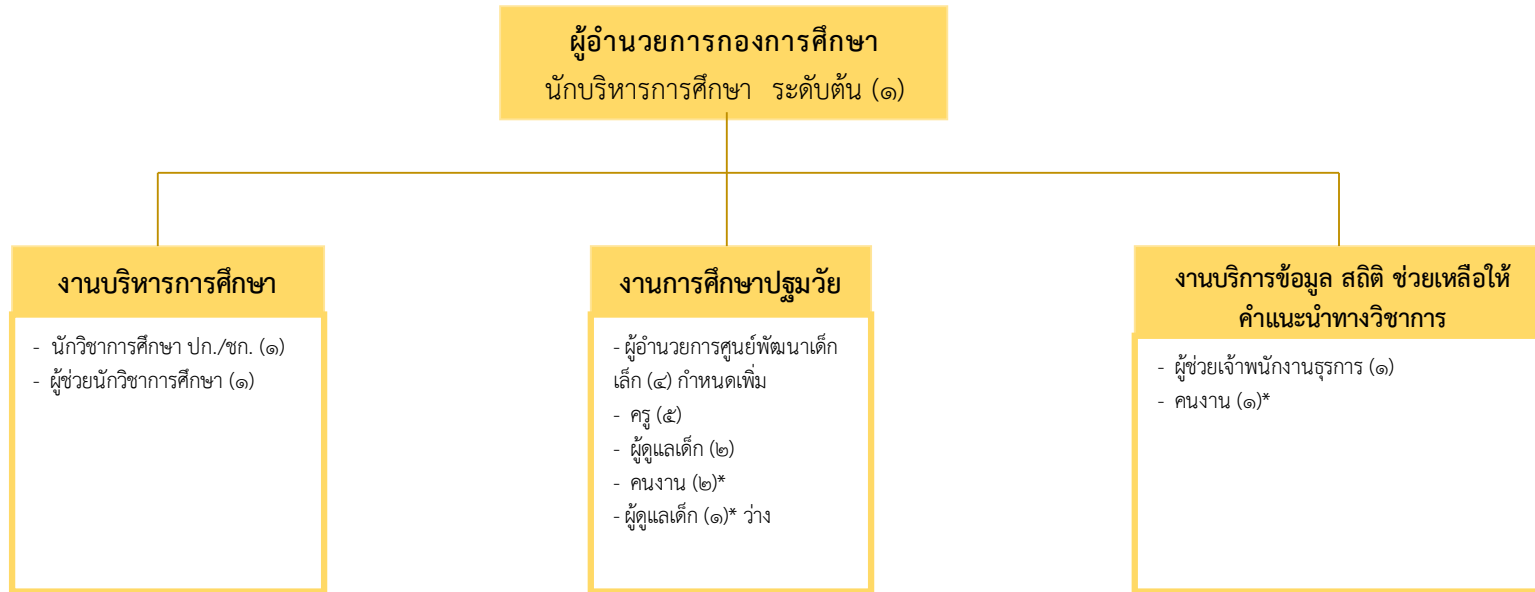 ผู้อำนวยการกองการศึกษา
นักบริหารการศึกษา ระดับต้น (๑)
งานบริหารการศึกษา
- นักวิชาการศึกษา ปก./ชก. (๑)
- ผู้ช่วยนักวิชาการศึกษา (๑)
งานการศึกษาปฐมวัย
- ผู้อำนวยการศูนย์พัฒนาเด็ก
เล็ก (๔) กำหนดเพิ่ม
- ครู (๕)
- ผู้ดูแลเด็ก (๒)
- คนงาน (๒)*
- ผู้ดูแลเด็ก (๑)* ว่าง
งานบริการข้อมูล สถิติ ช่วยเหลือให้
คำแนะนำทางวิชาการ
- ผู้ช่วยเจ้าพนักงานธุรการ (๑)
- คนงาน (๑)*